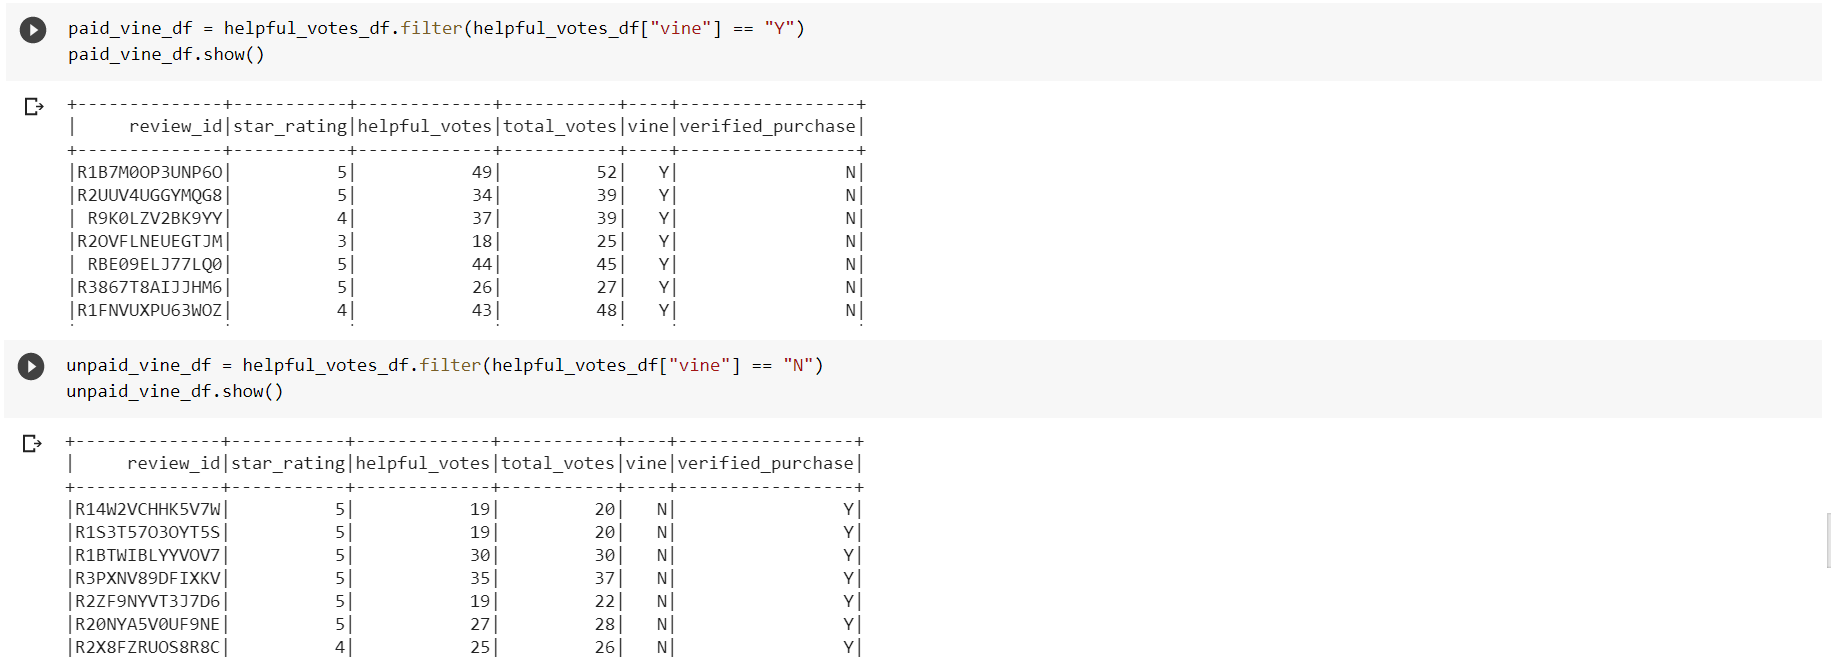 paid_vine_df = helpful_votes_df.filter(helpful_votes_df["vine"] == "Y")
paid_vine_df.show()
+--------------+-----------+-------------+-----------+----+-----------------+
|     review_id|star_rating|helpful_votes|total_votes|vine|verified_purchase|
+--------------+-----------+-------------+-----------+----+-----------------+
|R1B7M0OP3UNP6O|          5|           49|         52|   Y|                N|
|R2UUV4UGGYMQG8|          5|           34|         39|   Y|                N|
| R9K0LZV2BK9YY|          4|           37|         39|   Y|                N|
|R2OVFLNEUEGTJM|          3|           18|         25|   Y|                N|
| RBE09ELJ77LQ0|          5|           44|         45|   Y|                N|
|R3867T8AIJJHM6|          5|           26|         27|   Y|                N|
|R1FNVUXPU63WOZ|          4|           43|         48|   Y|                N|
unpaid_vine_df = helpful_votes_df.filter(helpful_votes_df["vine"] == "N")
unpaid_vine_df.show()
+--------------+-----------+-------------+-----------+----+-----------------+
|     review_id|star_rating|helpful_votes|total_votes|vine|verified_purchase|
+--------------+-----------+-------------+-----------+----+-----------------+
|R14W2VCHHK5V7W|          5|           19|         20|   N|                Y|
|R1S3T57O3OYT5S|          5|           19|         20|   N|                Y|
|R1BTWIBLYYVOV7|          5|           30|         30|   N|                Y|
|R3PXNV89DFIXKV|          5|           35|         37|   N|                Y|
|R2ZF9NYVT3J7D6|          5|           19|         22|   N|                Y|
|R20NYA5V0UF9NE|          5|           27|         28|   N|                Y|
|R2X8FZRUOS8R8C|          4|           25|         26|   N|                Y|